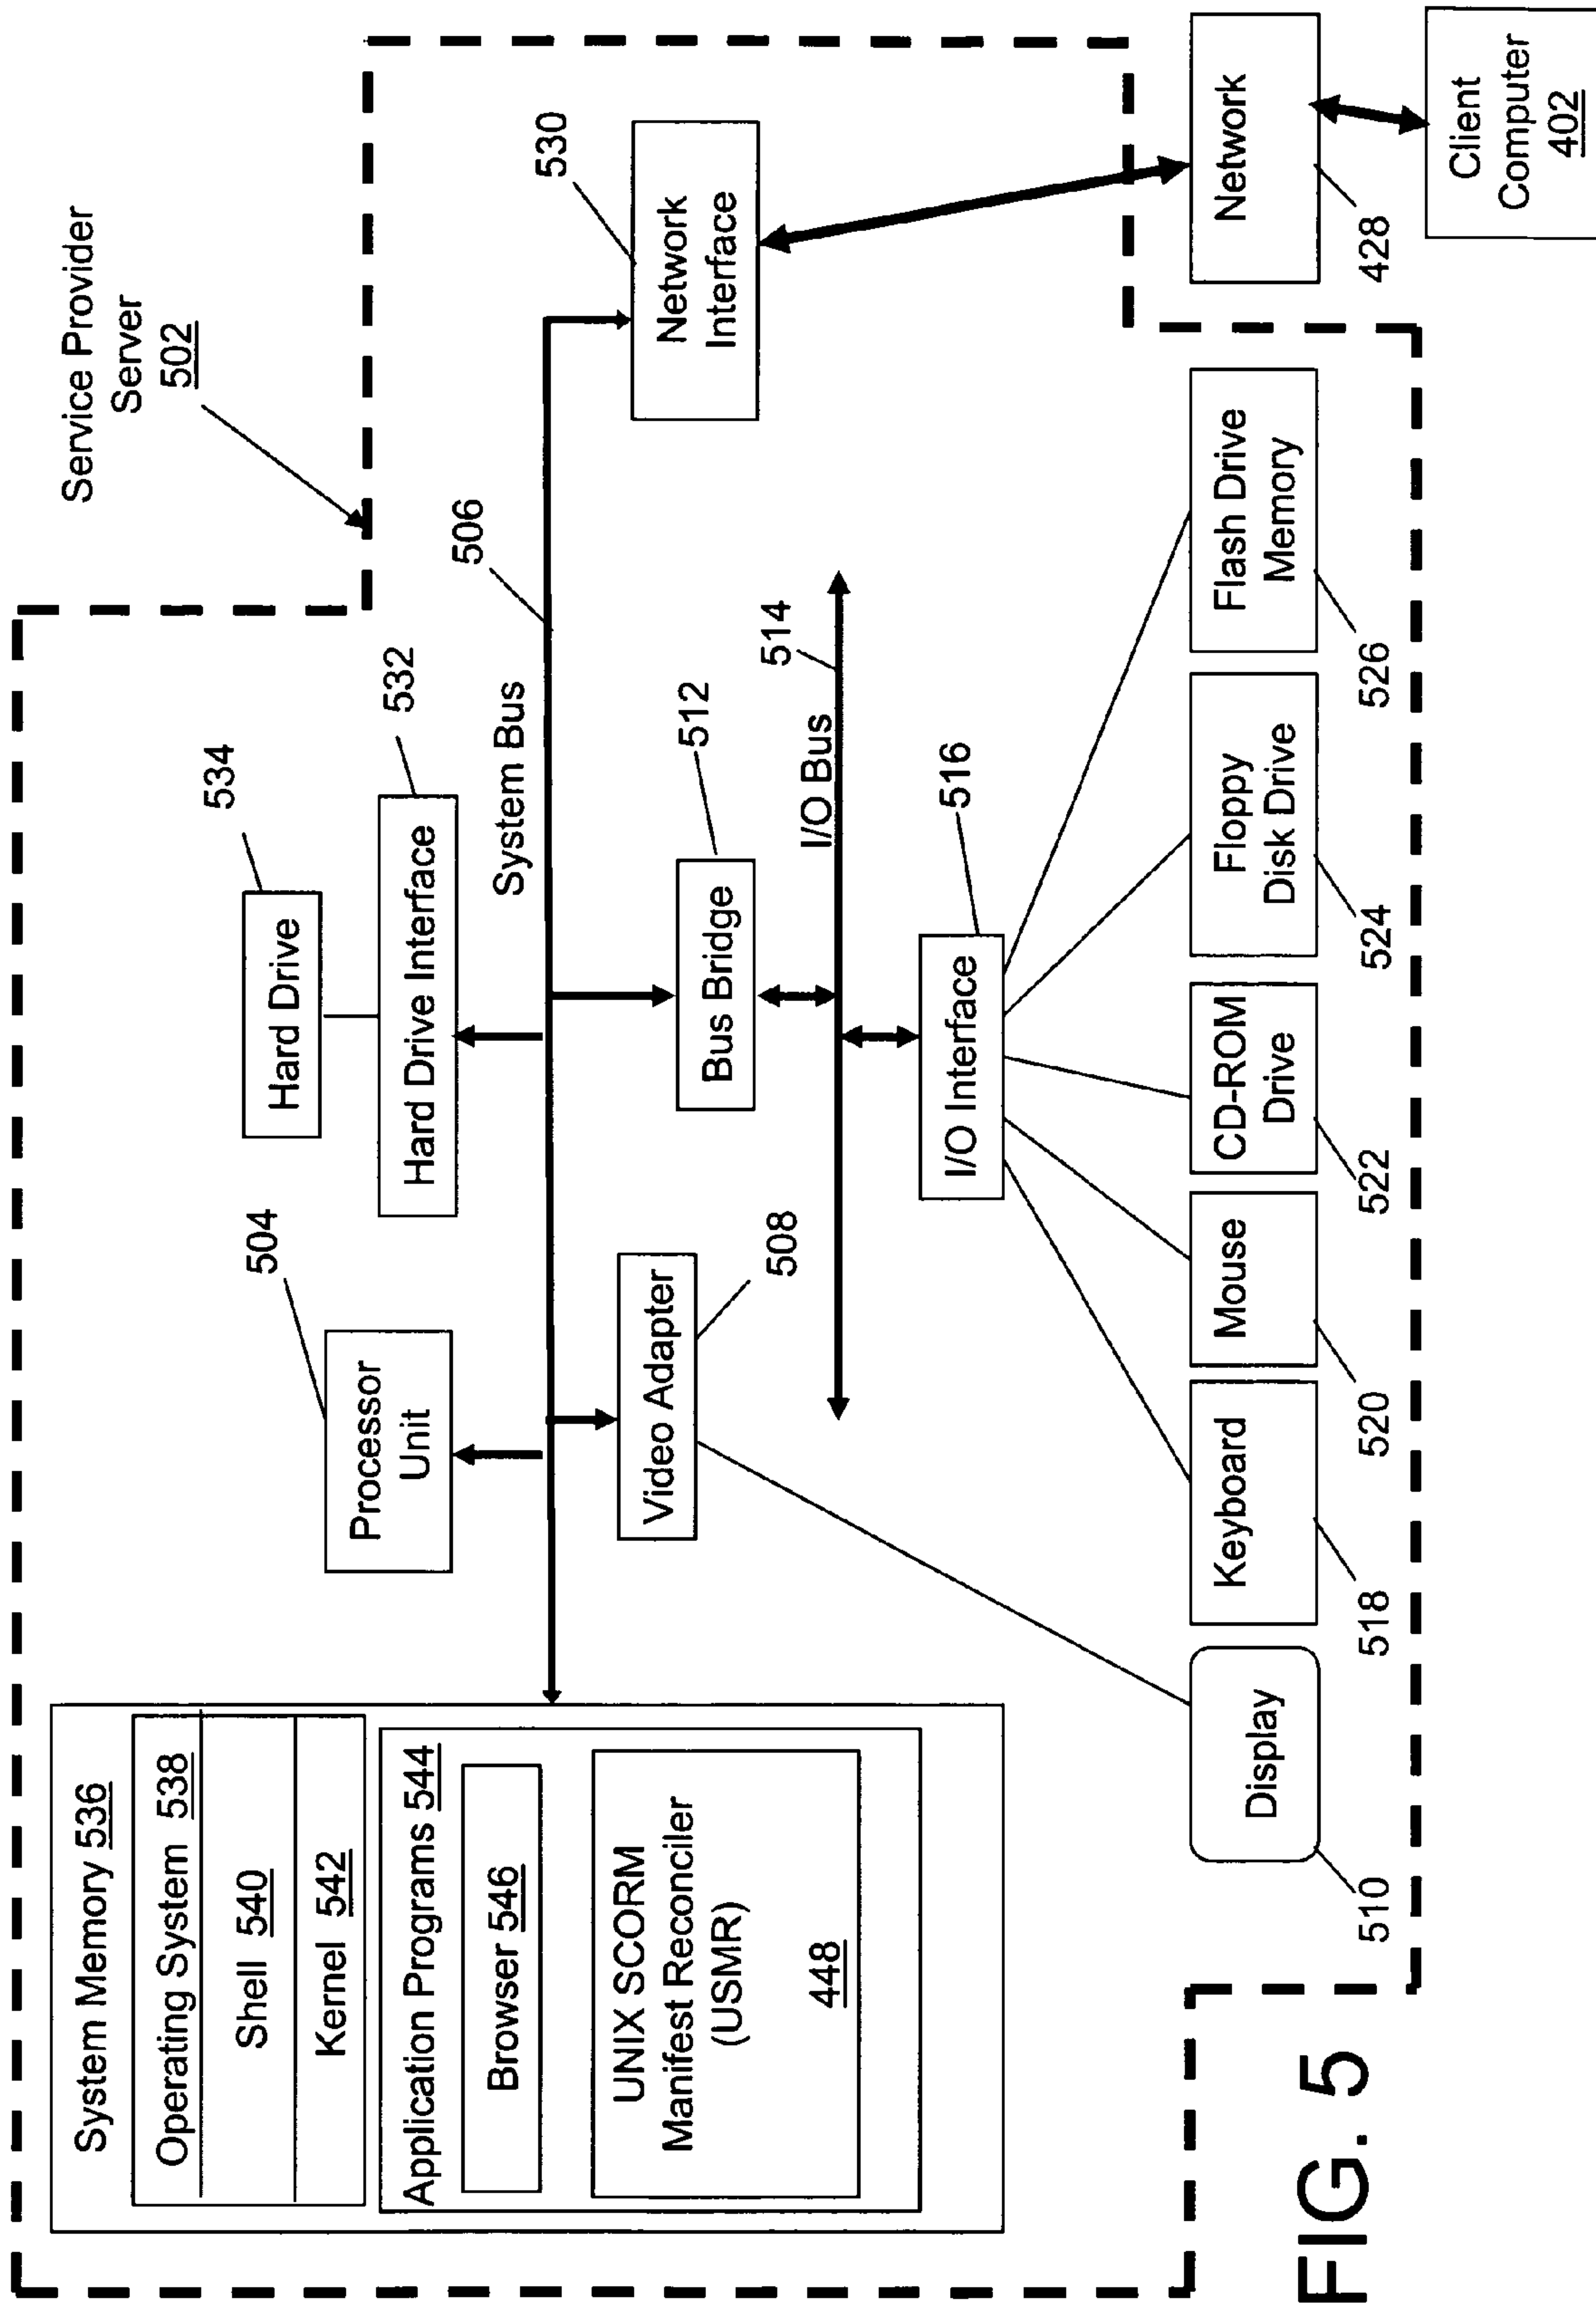 Service Provider
Server
502
System Memory 536
Operating System 538
Shell 540
Kernel 542
Application Programs 544
Browser 546
UNIX SCORM
Manifest Reconciler
(USMR)
448
504
Processor
Unit
534
Hard Drive
532
Hard Drive Interface
System Bus
506
530
Network
Interface
Video Adapter
508
Bus Bridge
512
I/O Bus
514
I/O Interface
516
Display
510
Keyboard
518
Mouse
520
CD-ROM
Drive
522
Floppy
Disk Drive
524
Flash Drive
Memory
526
Network
428
Client
Computer
402
FIG. 5